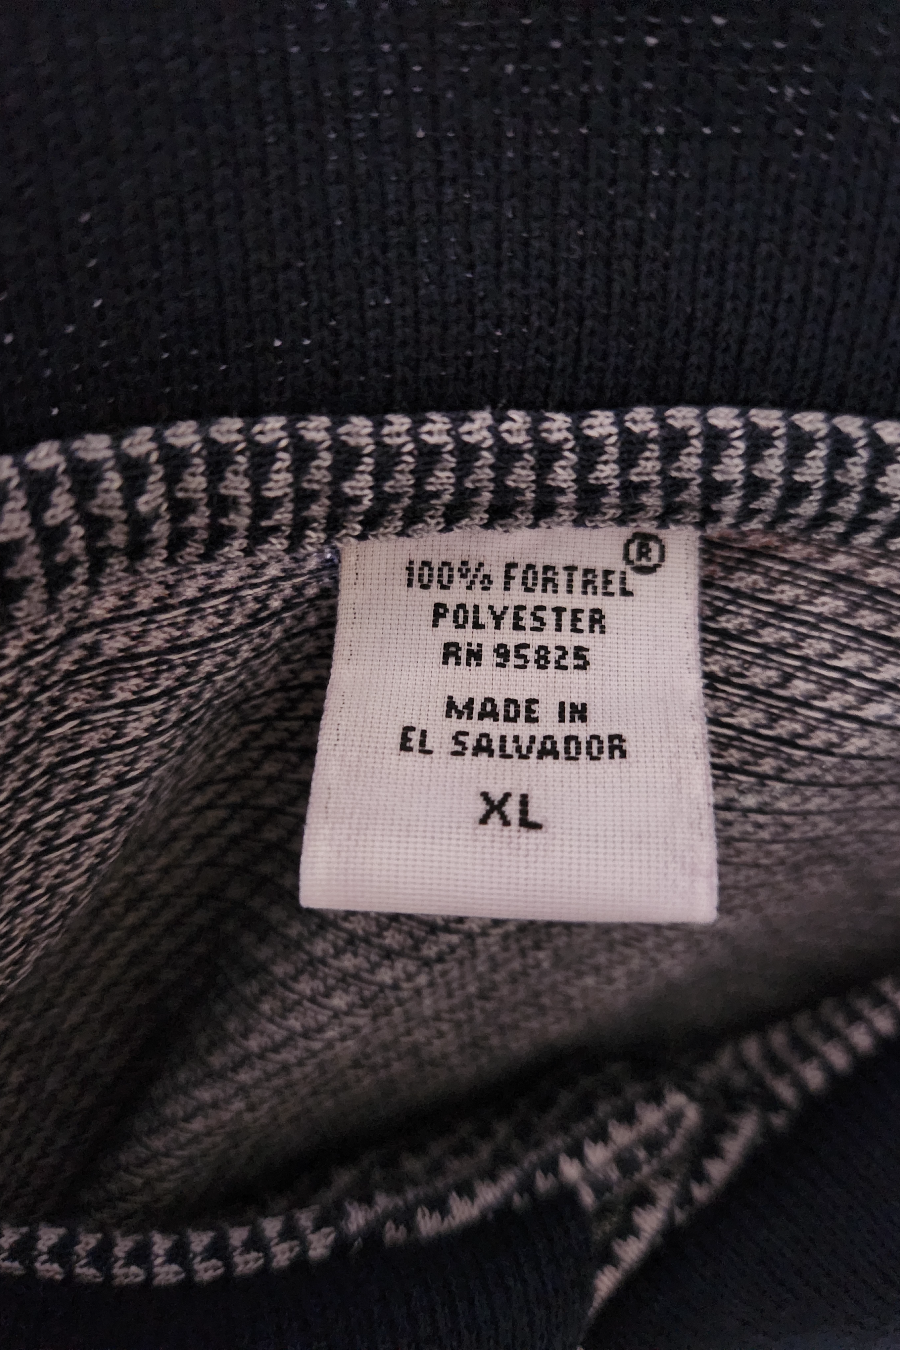 100% FORTREL®
POLYESTER
RN 95825
MADE IN
EL SALVADOR
XL